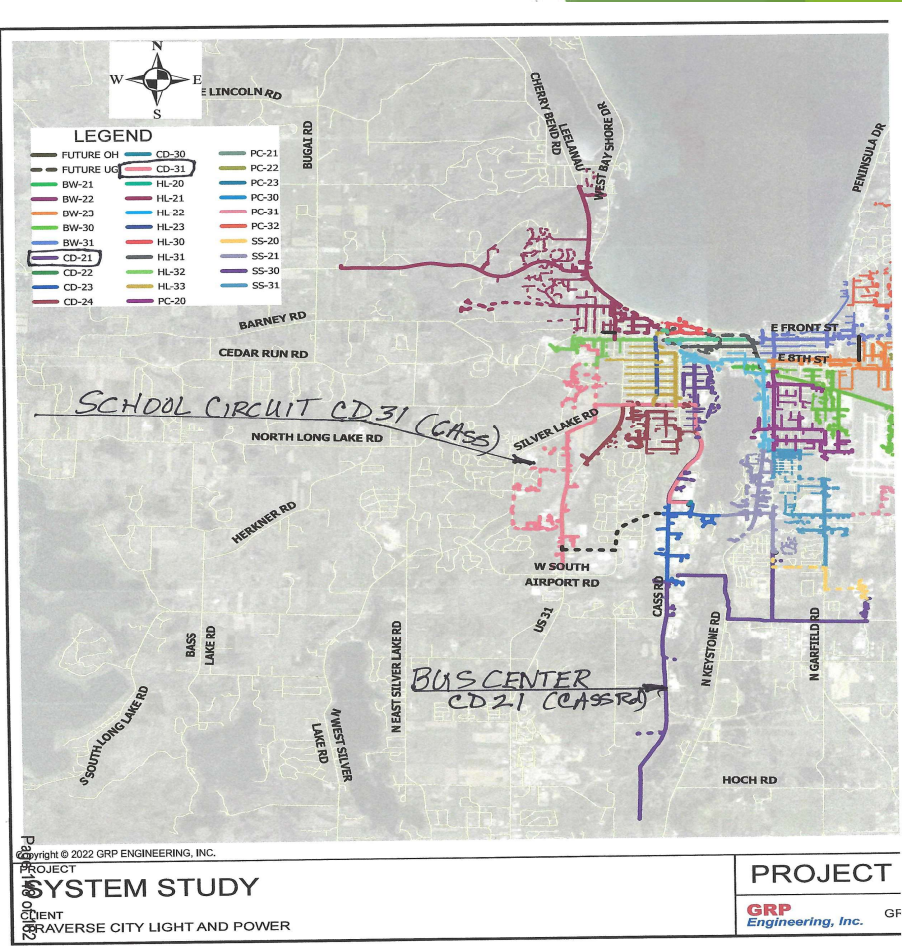 N
W E
S
E LINCOLN RD
LEGEND
FUTURE OH
FUTURE UG
BW-21
BW-22
BW-23
BW-30
BW-31
CD-21
CD-22
CD-23
CD-24
CD-30
CD-31
HL-20
HL-21
HL 22
HL-23
HL-30
HL-31
HL-32
HL-33
PC-20
PC-21
PC-22
PC-23
PC-30
PC-31
PC-32
SS-20
SS-21
SS-30
SS-31
BUGAI RD
CHERRY BEND RD
LEELANAU
WEST BAY SHORE DR
PENINSULA DR
BARNEY RD
CEDAR RUN RD
E FRONT ST
E 8TH ST
SCHOOL CIRCUIT CD31 (CASS)
NORTH LONG LAKE RD
SILVER LAKE RD
HERKNER RD
W SOUTH
AIRPORT RD
US 31
CASS RD
N KEYSTONE RD
N GARFIELD RD
BASS
LAKE RD
N EAST SILVER LAKE RD
BUS CENTER
CD21 (CASS Rd)
S SOUTH LONG LAKE RD
N WEST SILVER
LAKE RD
HOCH RD
Copyright © 2022 GRP ENGINEERING, INC.
PROJECT
SYSTEM STUDY
CLIENT
TRAVERSE CITY LIGHT AND POWER
PROJECT
GRP
Engineering, Inc.
GF